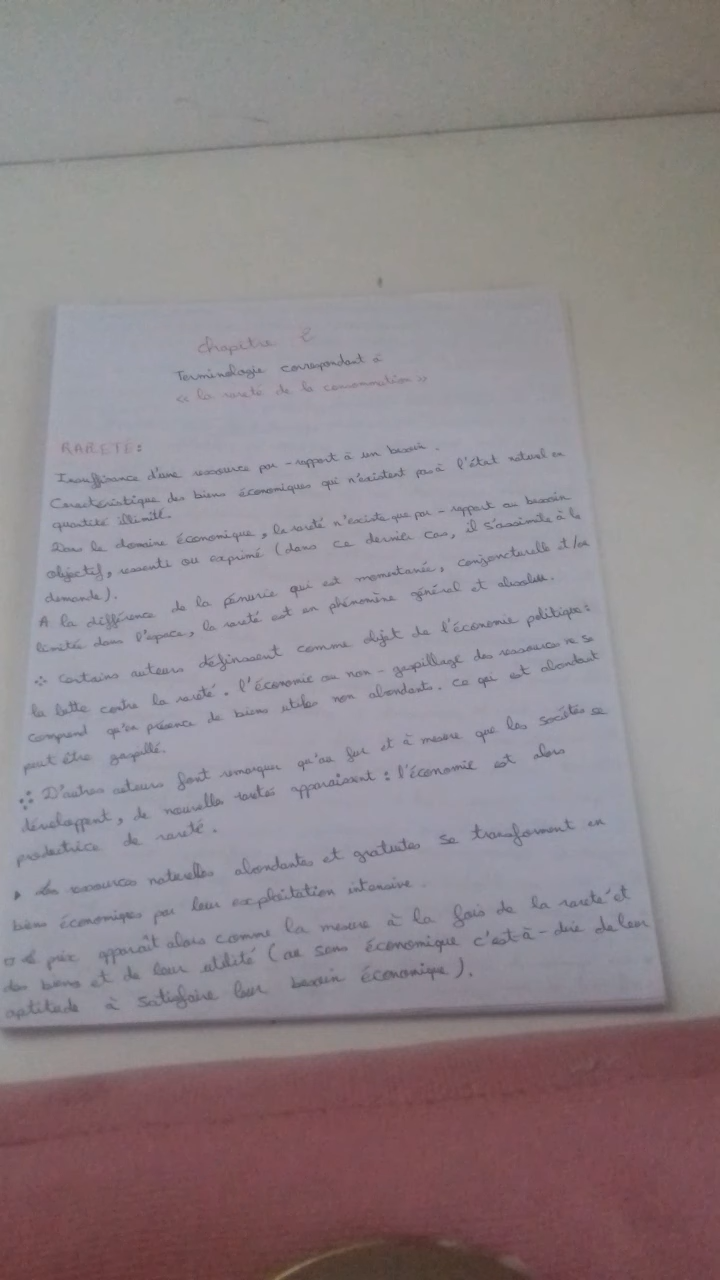 Chapitre 2
Terminologie correspondant à
« la rareté de la consommation »
RARETÉ :
Insuffisance d'une ressource par-rapport à un besoin.
Caractéristique des biens économiques qui n'existent pas à l'état naturel en
quantité illimité.
Dans le domaine économique, la rareté n'existe que par-rapport au besoin
objectif, ressenti ou exprimé (dans ce dernier cas, il s'assimile à la
demande).
A la différence de la pénurie qui est momentanée, conjoncturelle et/ou
limitée dans l'espace, la rareté est un phénomène général et absolu.
Certains auteurs définissent comme objet de l'économie politique :
la lutte contre la rareté. l'économie ou non-gaspillage des ressources ne se
comprend qu'en présence de biens utiles non abondants. Ce qui est abondant
peut être gaspillé.
D'autres auteurs font remarquer qu'au fur et à mesure que les sociétés se
développent, de nouvelles raretés apparaissent : l'économie est alors
productrice de rareté.
Les ressources naturelles abondantes et gratuites se transforment en
biens économiques par leur exploitation intensive.
prix apparaît alors comme la mesure à la fois de la rareté et
des biens et de leur utilité (au sens économique c'est-à-dire de leur
aptitude à satisfaire leur besoin économique).